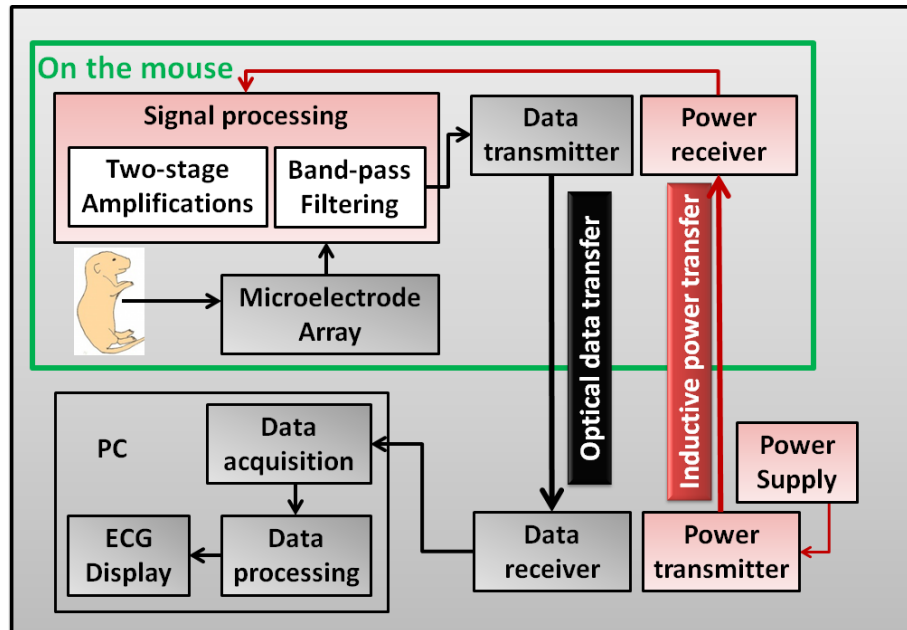 On the mouse
Signal processing
Two-stage
Amplifications
Band-pass
Filtering
Data
transmitter
Power
receiver
Microelectrode
Array
Optical data transfer
Inductive power transfer
PC
Data
acquisition
ECG
Display
Data
processing
Data
receiver
Power
transmitter
Power
Supply